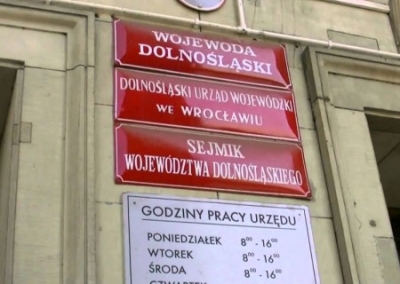 WOJEWODA
DOLNOŚLĄSKI
DOLNOŚLĄSKI URZĄD WOJEWÓDZKI
WE WROCŁAWIU
SEJMIK
WOJEWÓDZTWA DOLNOŚLĄSKIEGO
GODZINY PRACY URZĘDU
PONIEDZIAŁEK 8⁰⁰ - 16⁰⁰
WTOREK 8⁰⁰ - 16⁰⁰
ŚRODA 8⁰⁰ - 16⁰⁰